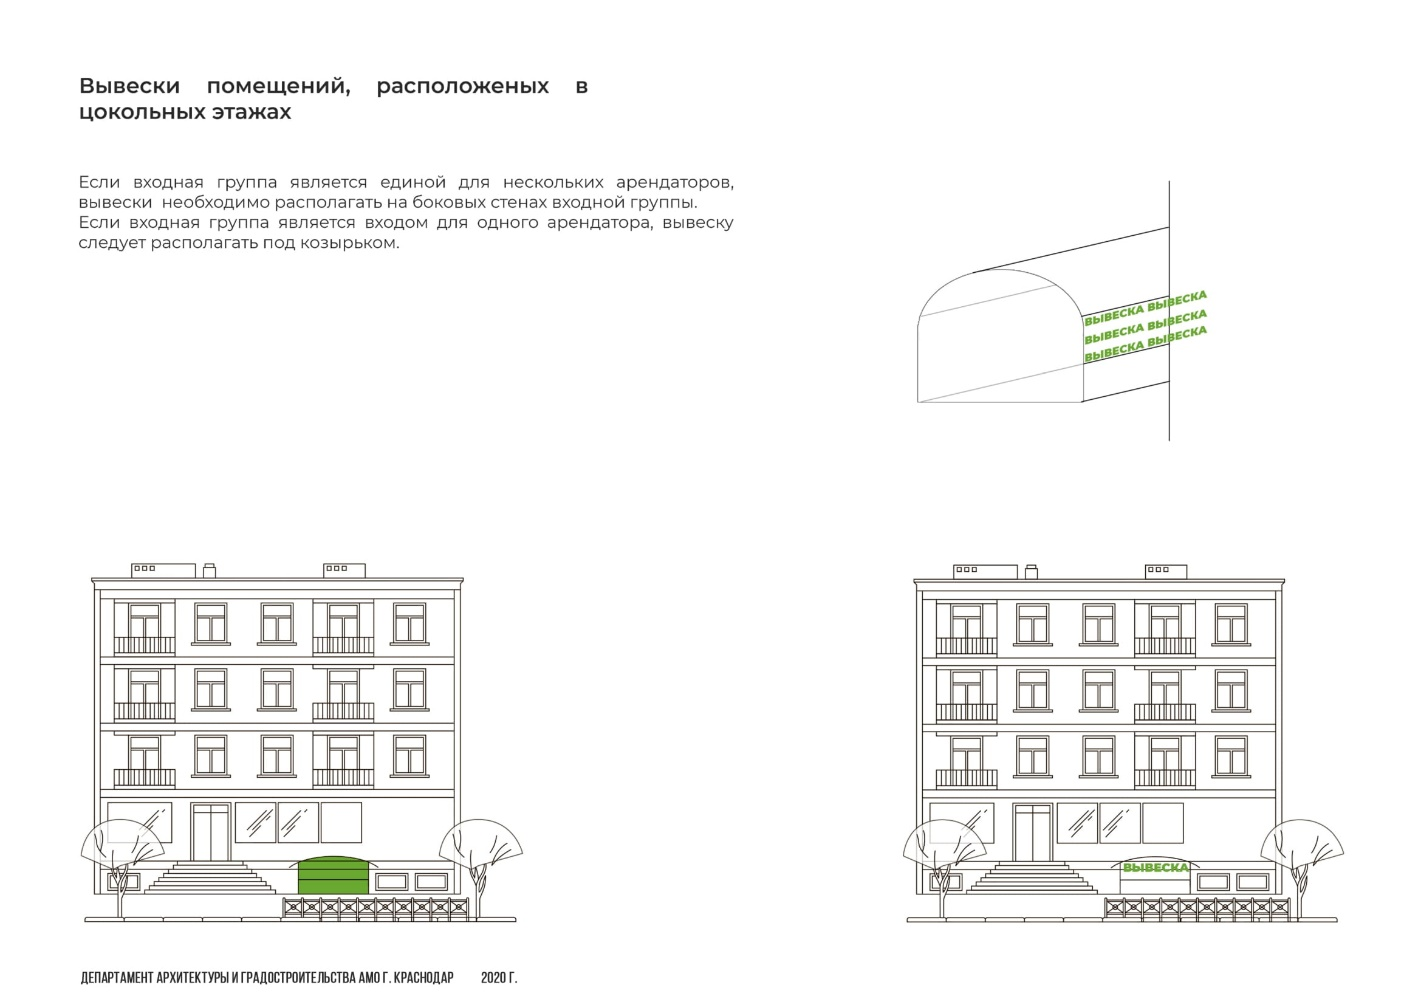 Вывески помещений, расположеных в
цокольных этажах
Если входная группа является единой для нескольких арендаторов,
вывески необходимо располагать на боковых стенах входной группы.
Если входная группа является входом для одного арендатора, вывеску
следует располагать под козырьком.
ВЫВЕСКА ВЫВЕСКА
ВЫВЕСКА ВЫВЕСКА
ВЫВЕСКА ВЫВЕСКА
ВЫВЕСКА
ДЕПАРТАМЕНТ АРХИТЕКТУРЫ И ГРАДОСТРОИТЕЛЬСТВА АМО Г. КРАСНОДАР 2020 Г.